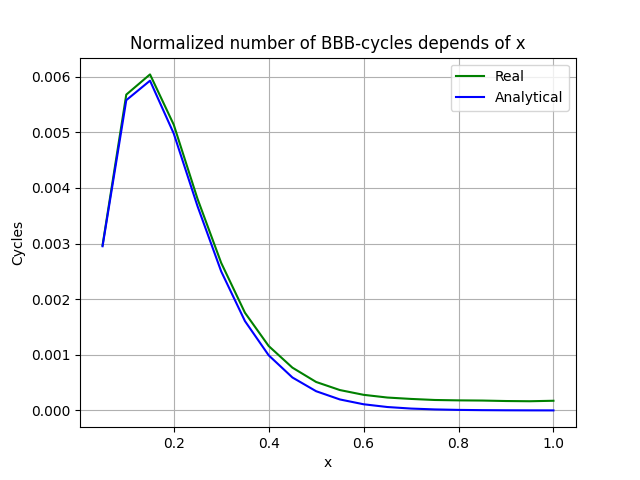 Normalized number of BBB-cycles depends of x
Real
Analytical
0.006
0.005
0.004
0.003
0.002
0.001
0.000
Cycles
0.2 0.4 0.6 0.8 1.0
x